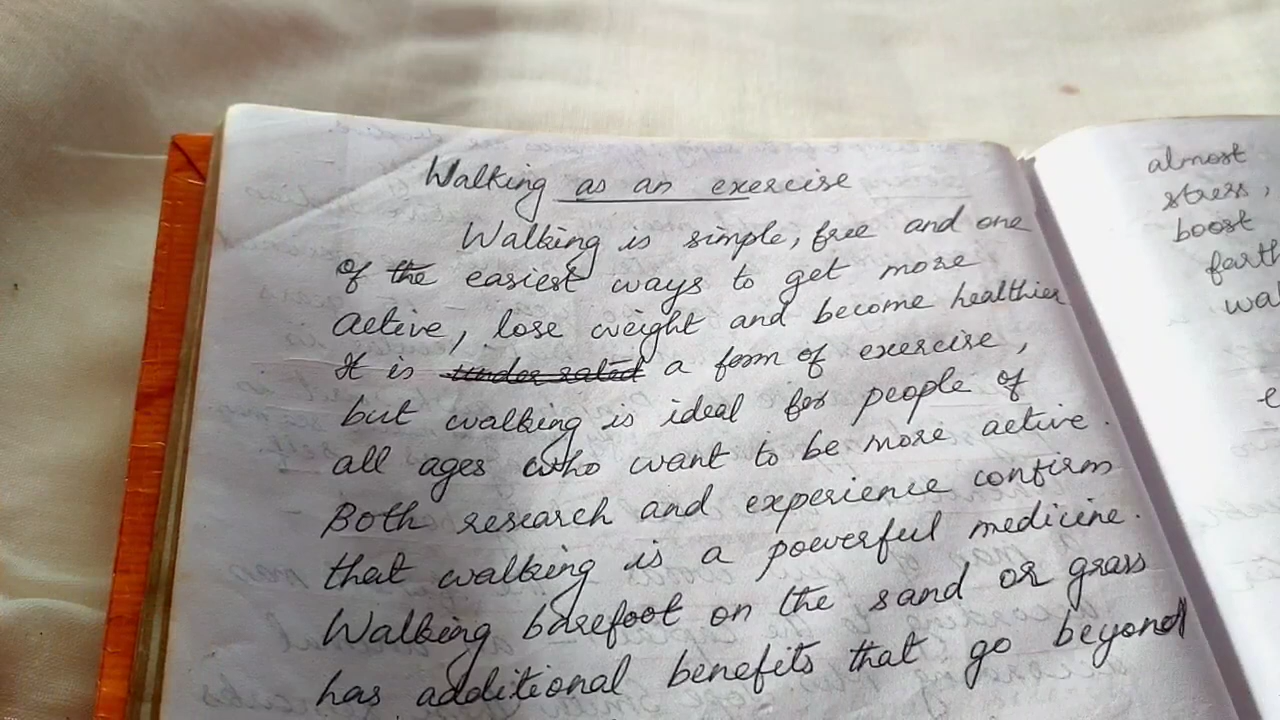 Walking as an exercise
Walking is simple, free and one
of the easiest ways to get more
active, lose weight and become healthier
It is under rated a form of exercise,
but walking is ideal for people of
all ages who want to be more active.
Both research and experience confirm
that walking is a powerful medicine.
Walking barefoot on the sand or grass
has additional benefits that go beyond
almost
stress,
boost